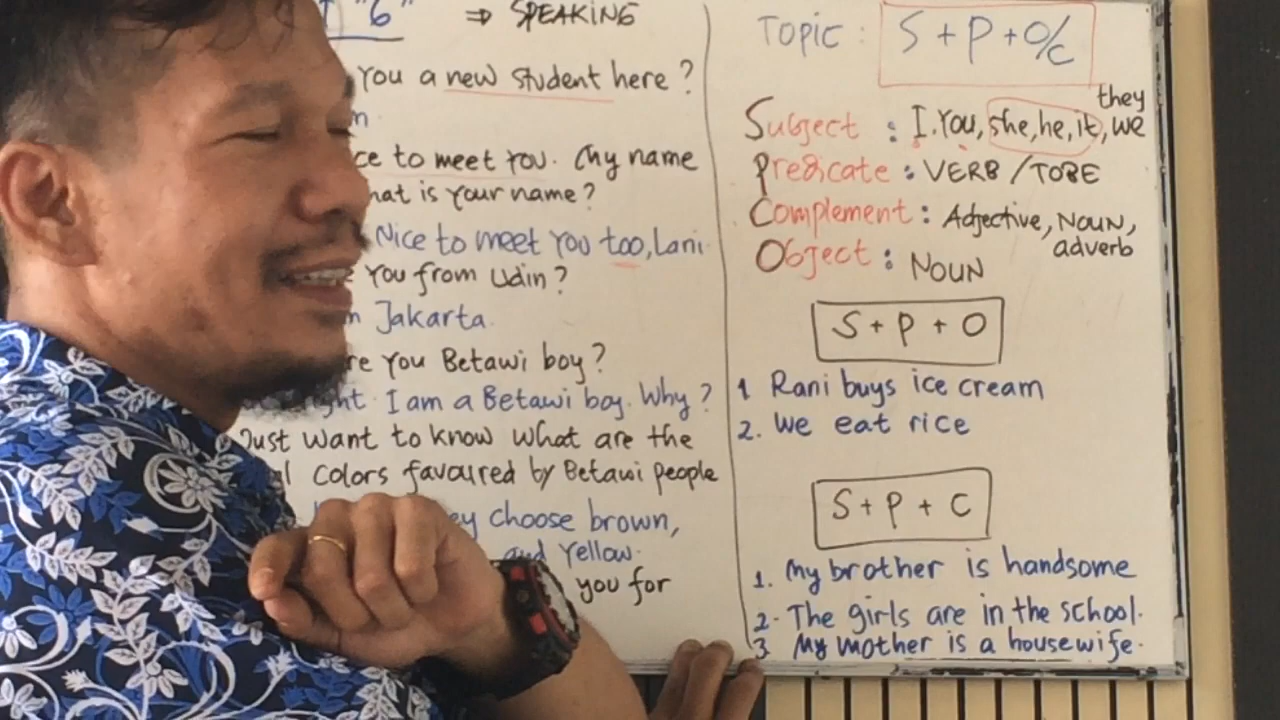 "6" ⇒ SPEAKING
you a new student here?
ce to meet you. My name
hat is your name?
Nice to meet you too, Lani
you from Udin?
Jakarta.
re you Betawi boy?
ght. I am a Betawi boy. Why?
Just want to know what are the
l colors favoured by Betawi people
ey choose brown,
and Yellow.
you for
Topic : S + P + O/C
they
Subject : I. You, she, he, it, we
Predicate : VERB / TOBE
Complement : Adjective, NOUN,
adverb
Object : NOUN
S + P + O
1 Rani buys ice cream
2. We eat rice
S + P + C
1. My brother is handsome
2. The girls are in the school.
3 My mother is a housewife.